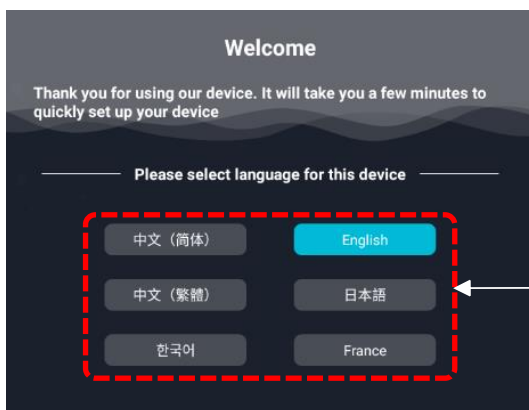 Welcome
Thank you for using our device. It will take you a few minutes to
quickly set up your device
Please select language for this device
中文（简体）
English
中文（繁體）
日本語
한국어
France